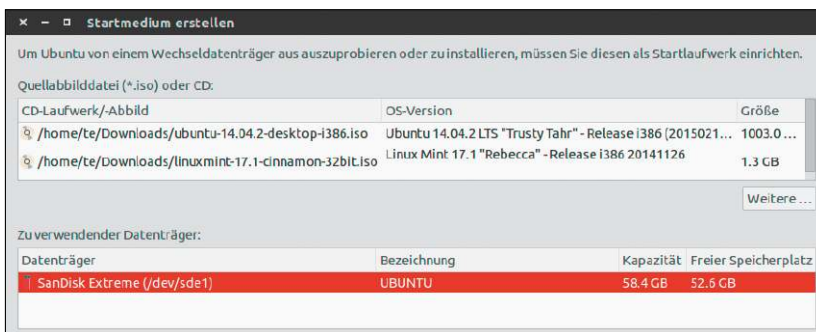 Startmedium erstellen
Um Ubuntu von einem Wechseldatenträger aus auszuprobieren oder zu installieren, müssen Sie diesen als Startlaufwerk einrichten.
Quellabbilddatei (*.iso) oder CD:
CD-Laufwerk/-Abbild OS-Version Größe
/home/te/Downloads/ubuntu-14.04.2-desktop-i386.iso Ubuntu 14.04.2 LTS "Trusty Tahr" - Release i386 (2015021... 1003.0 ...
/home/te/Downloads/linuxmint-17.1-cinnamon-32bit.iso Linux Mint 17.1 "Rebecca" - Release i386 20141126 1.3 GB
Weitere ...
Zu verwendender Datenträger:
Datenträger Bezeichnung Kapazität Freier Speicherplatz
SanDisk Extreme (/dev/sde1) UBUNTU 58.4 GB 52.6 GB